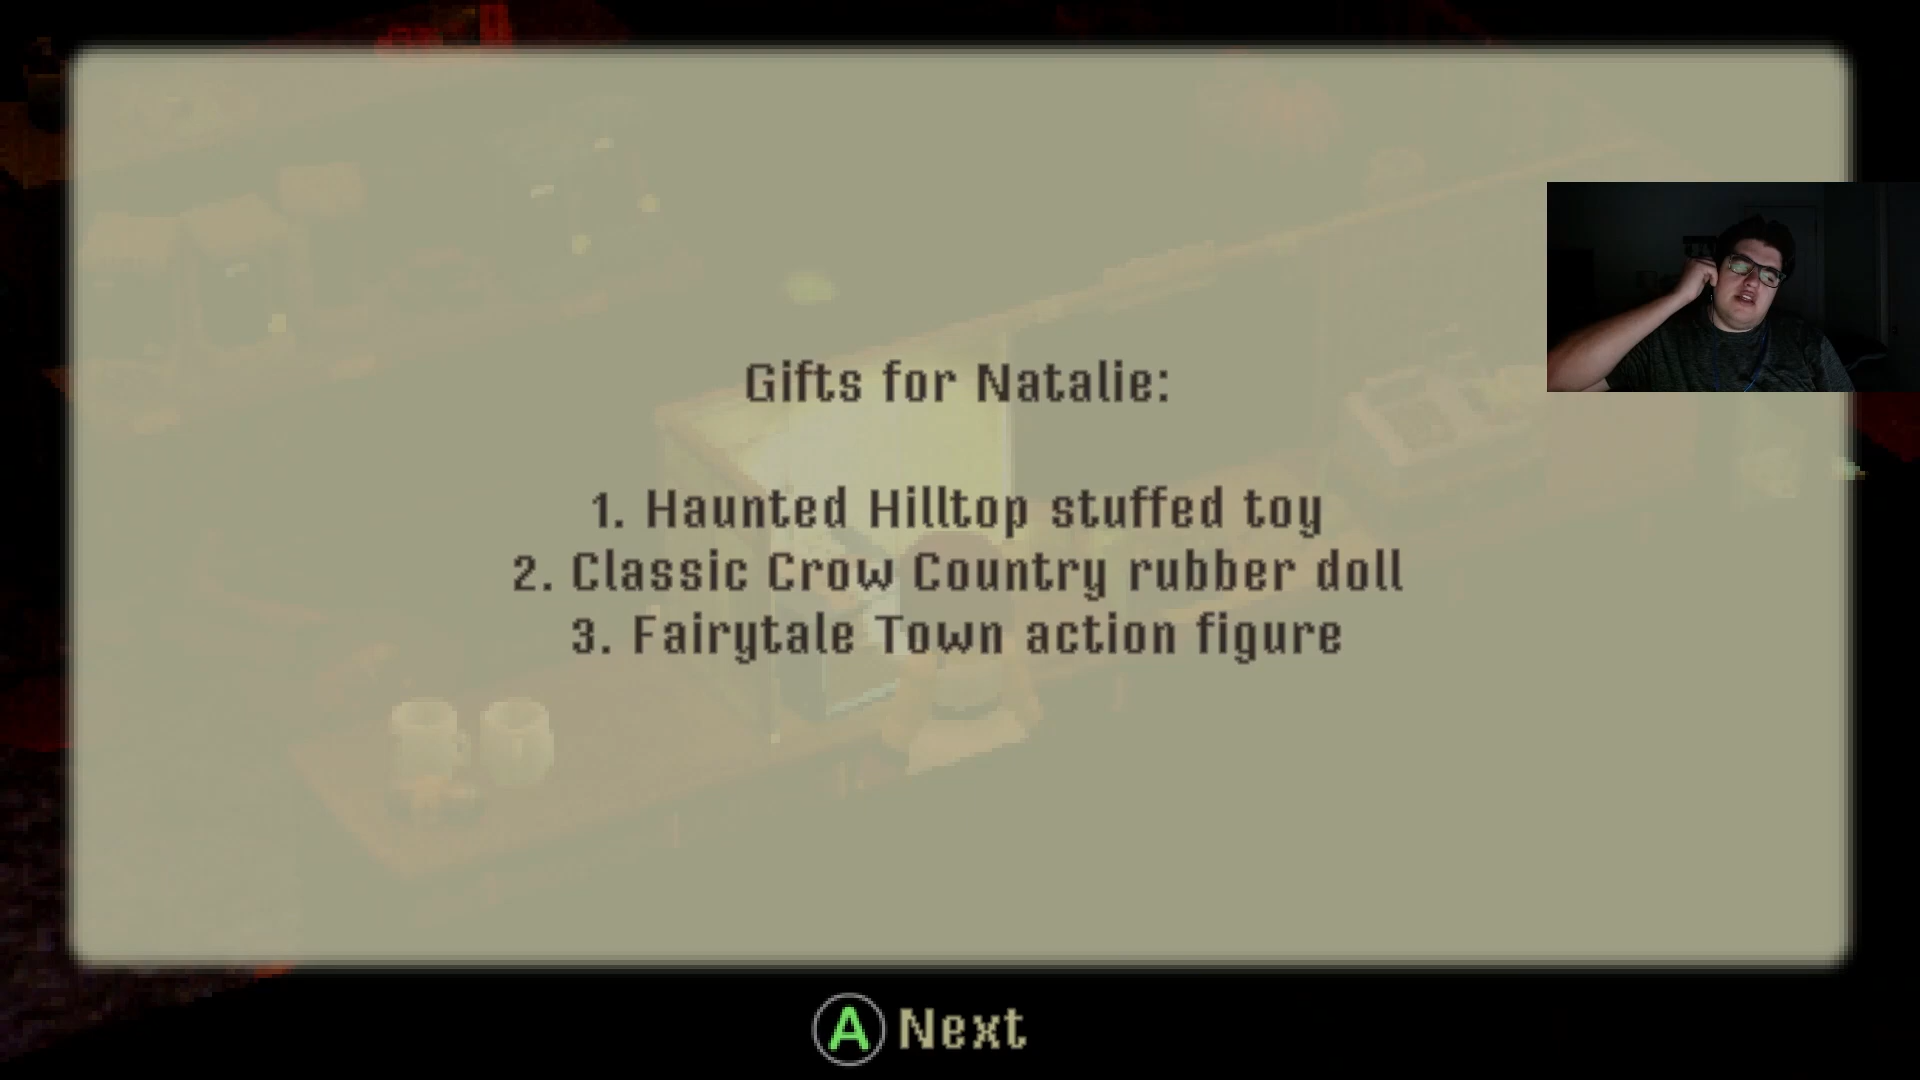 Gifts for Natalie:
1. Haunted Hilltop stuffed toy
2. Classic Crow Country rubber doll
3. Fairytale Town action figure
A Next